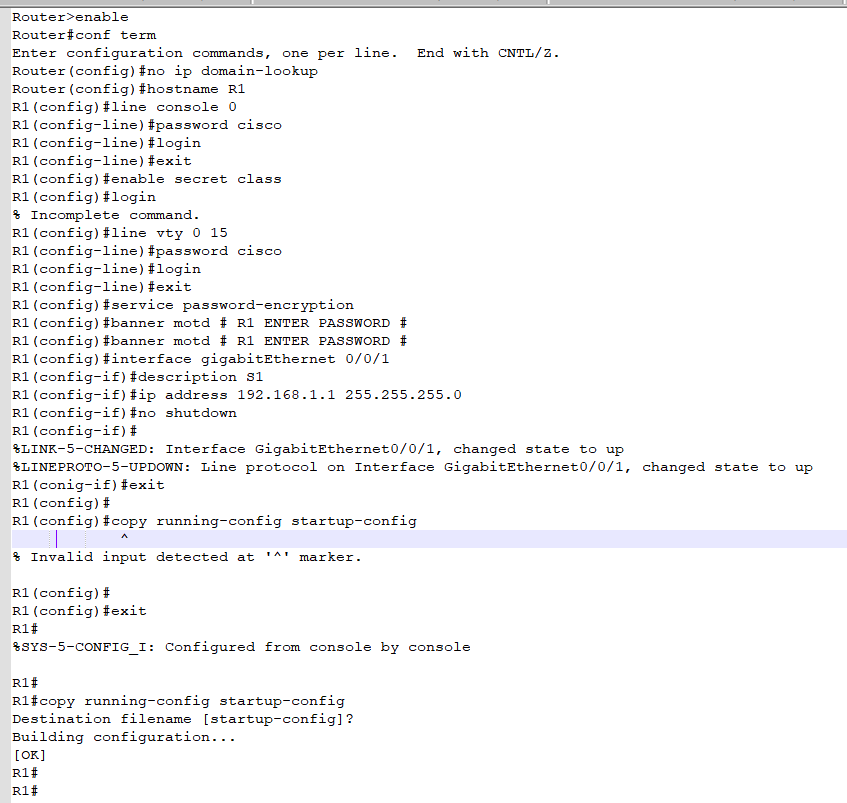 Router>enable
Router#conf term
Enter configuration commands, one per line.  End with CNTL/Z.
Router(config)#no ip domain-lookup
Router(config)#hostname R1
R1(config)#line console 0
R1(config-line)#password cisco
R1(config-line)#login
R1(config-line)#exit
R1(config)#enable secret class
R1(config)#login
% Incomplete command.
R1(config)#line vty 0 15
R1(config-line)#password cisco
R1(config-line)#login
R1(config-line)#exit
R1(config)#service password-encryption
R1(config)#banner motd # R1 ENTER PASSWORD #
R1(config)#banner motd # R1 ENTER PASSWORD #
R1(config)#interface gigabitEthernet 0/0/1
R1(config-if)#description S1
R1(config-if)#ip address 192.168.1.1 255.255.255.0
R1(config-if)#no shutdown
R1(config-if)#
%LINK-5-CHANGED: Interface GigabitEthernet0/0/1, changed state to up
%LINEPROTO-5-UPDOWN: Line protocol on Interface GigabitEthernet0/0/1, changed state to up
R1(conig-if)#exit
R1(config)#
R1(config)#copy running-config startup-config
            ^
% Invalid input detected at '^' marker.

R1(config)#
R1(config)#exit
R1#
%SYS-5-CONFIG_I: Configured from console by console

R1#
R1#copy running-config startup-config
Destination filename [startup-config]?
Building configuration...
[OK]
R1#
R1#